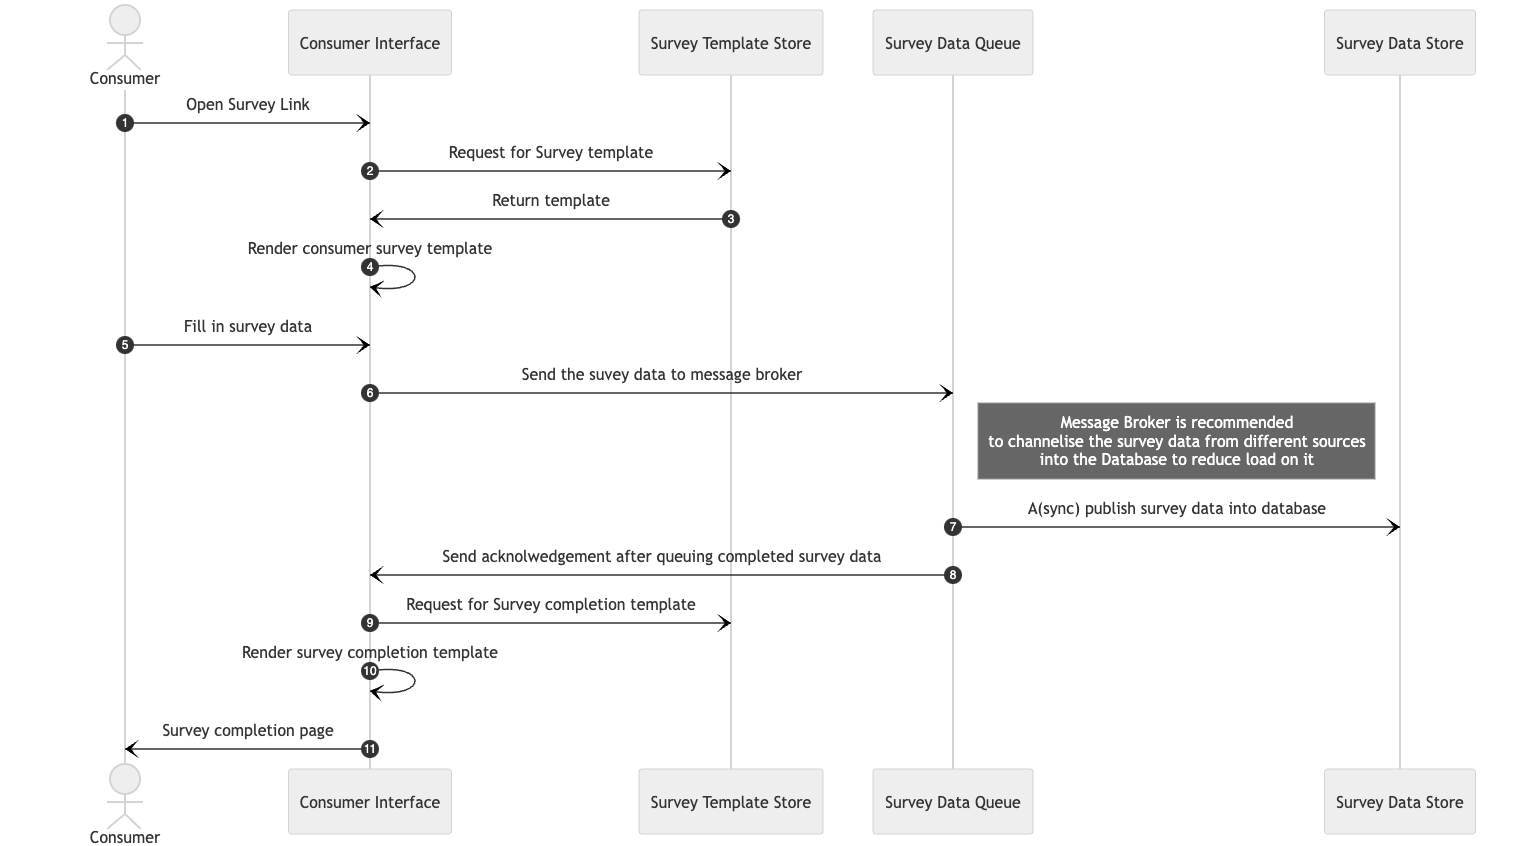 Consumer
Consumer Interface
Survey Template Store
Survey Data Queue
Survey Data Store
Open Survey Link
1
Request for Survey template
2
Return template
3
Render consumer survey template
4
Fill in survey data
5
Send the suvey data to message broker
6
Message Broker is recommended
to channelise the survey data from different sources
into the Database to reduce load on it
A(sync) publish survey data into database
7
Send acknolwedgement after queuing completed survey data
8
Request for Survey completion template
9
Render survey completion template
10
Survey completion page
11
Consumer
Consumer Interface
Survey Template Store
Survey Data Queue
Survey Data Store